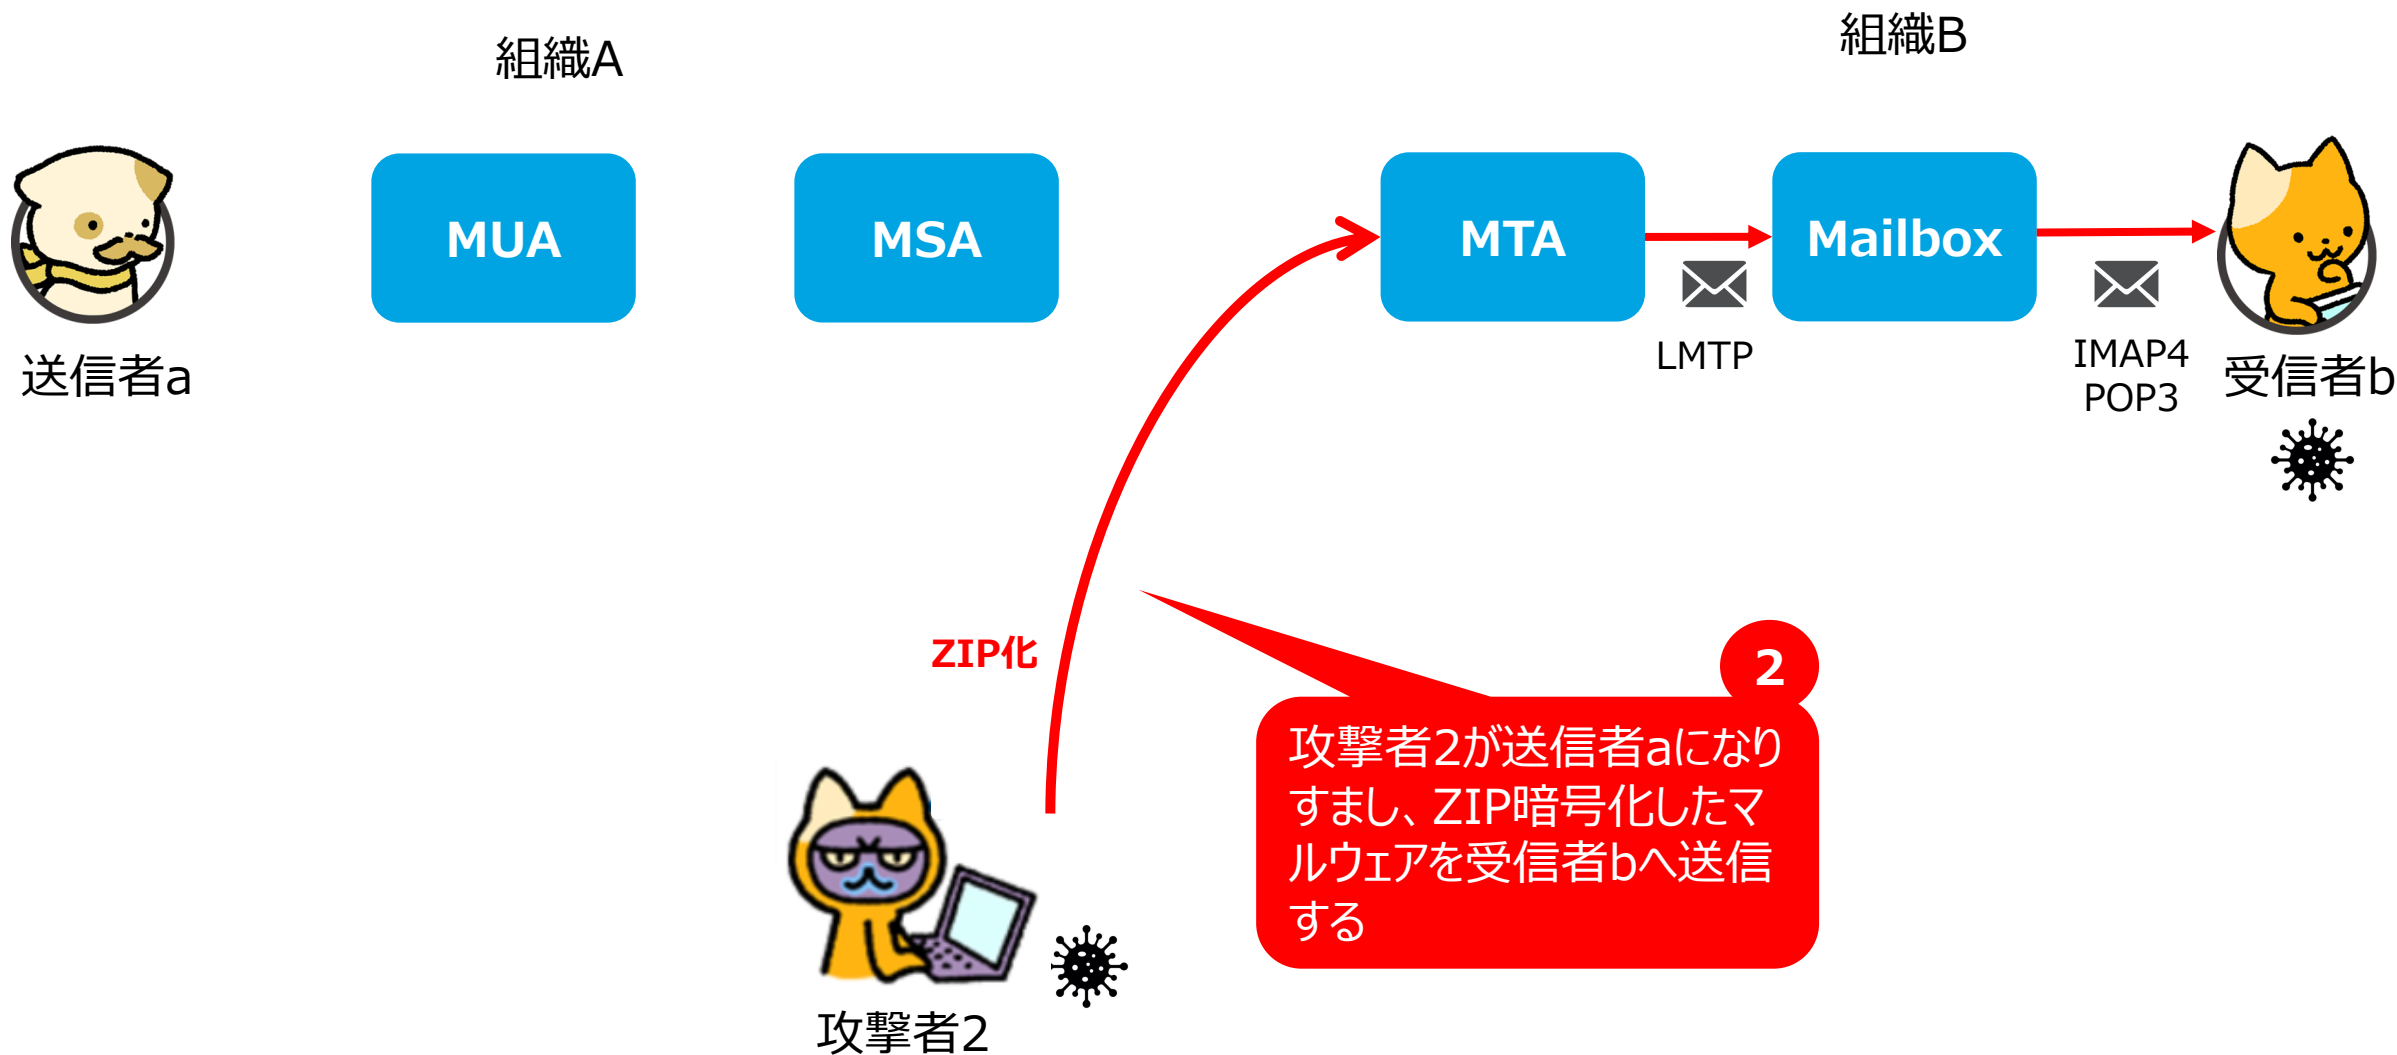 組織A
組織B
MUA
MSA
MTA
Mailbox
LMTP
IMAP4
POP3
送信者a
受信者b
ZIP化
2
攻撃者2が送信者aになり
すまし、ZIP暗号化したマ
ルウェアを受信者bへ送信
する
攻撃者2